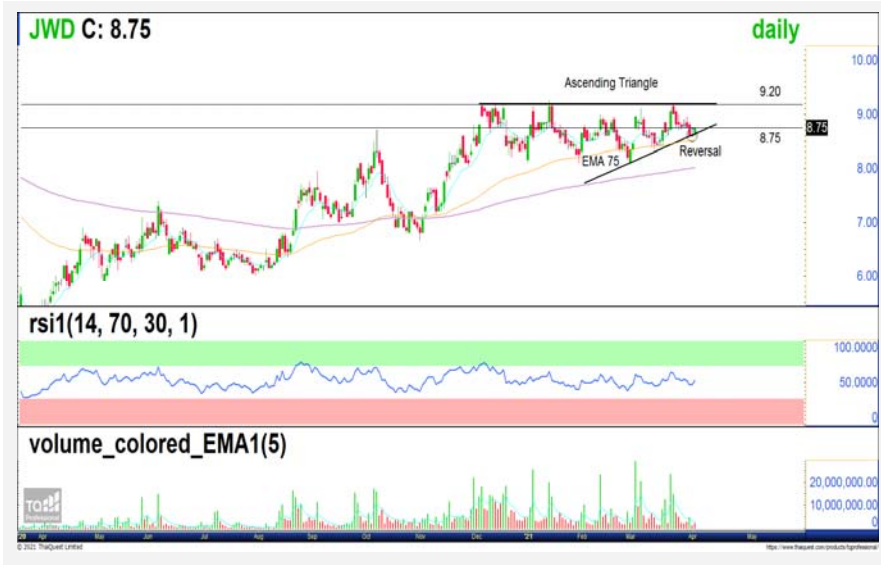 JWD C: 8.75
daily
10.00
Ascending Triangle
9.20
9.00
8.75
8.75
EMA 75
Reversal
8.00
7.00
6.00
rsi1(14, 70, 30, 1)
100.0000
50.0000
0
volume_colored_EMA1(5)
20,000,000.00
10,000,000.00
0
TQ
Professional
'20 Apr May Jun Jul Aug Sep Oct Nov Dec '21 Feb Mar Apr May
© 2021 ThaiQuest Limited